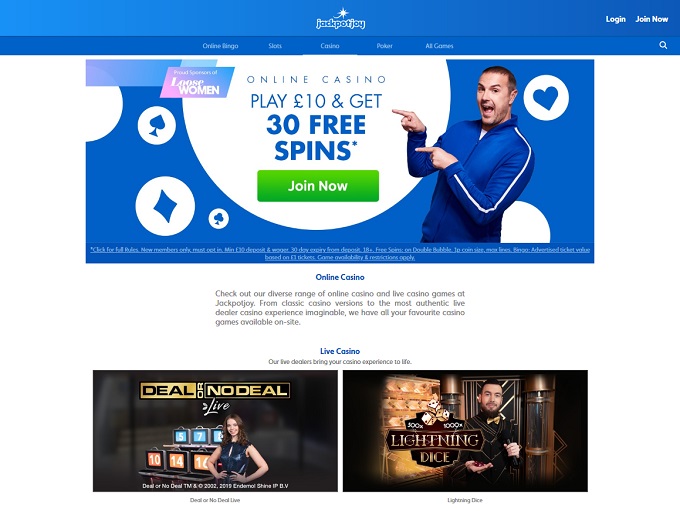 jackpotjoy
Login Join Now
Online Bingo Slots Casino Poker All Games
Proud Sponsors of
Loose
WOMEN
ONLINE CASINO
PLAY £10 & GET
30 FREE
SPINS*
Join Now
*Click for full Rules. New members only, must opt in. Min £10 deposit & wager, 30-day expiry from deposit. 18+. Free Spins: on Double Bubble. 1p coin size, max lines. Bingo: Advertised ticket value
based on £1 tickets. Game availability & restrictions apply.
Online Casino
Check out our diverse range of online casino and live casino games at
Jackpotjoy. From classic casino versions to the most authentic live
dealer casino experience imaginable, we have all your favourite casino
games available on-site.
Live Casino
Our live dealers bring your casino experience to life.
DEAL OR NO DEAL
Live
5 7
8 11 12
10 14 16
Deal or No Deal TM & © 2002, 2019 Endemol Shine IP B.V
500x 1000x
LIGHTNING
DICE
Deal or No Deal Live
Lightning Dice